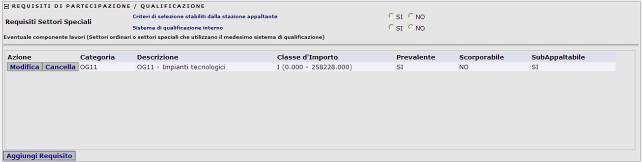 REQUISITI DI PARTECIPAZIONE / QUALIFICAZIONE
Requisiti Settori Speciali
Criteri di selezione stabiliti dalla stazione appaltante SI NO
Sistema di qualificazione interno SI NO
Eventuale componente lavori (Settori ordinari o settori speciali che utilizzano il medesimo sistema di qualificazione)
Azione Categoria Descrizione Classe d'Importo Prevalente Scorporabile SubAppaltabile
Modifica Cancella OG11 OG11 - Impianti tecnologici I (0.000 - 258228.000) SI NO SI
Aggiungi Requisito